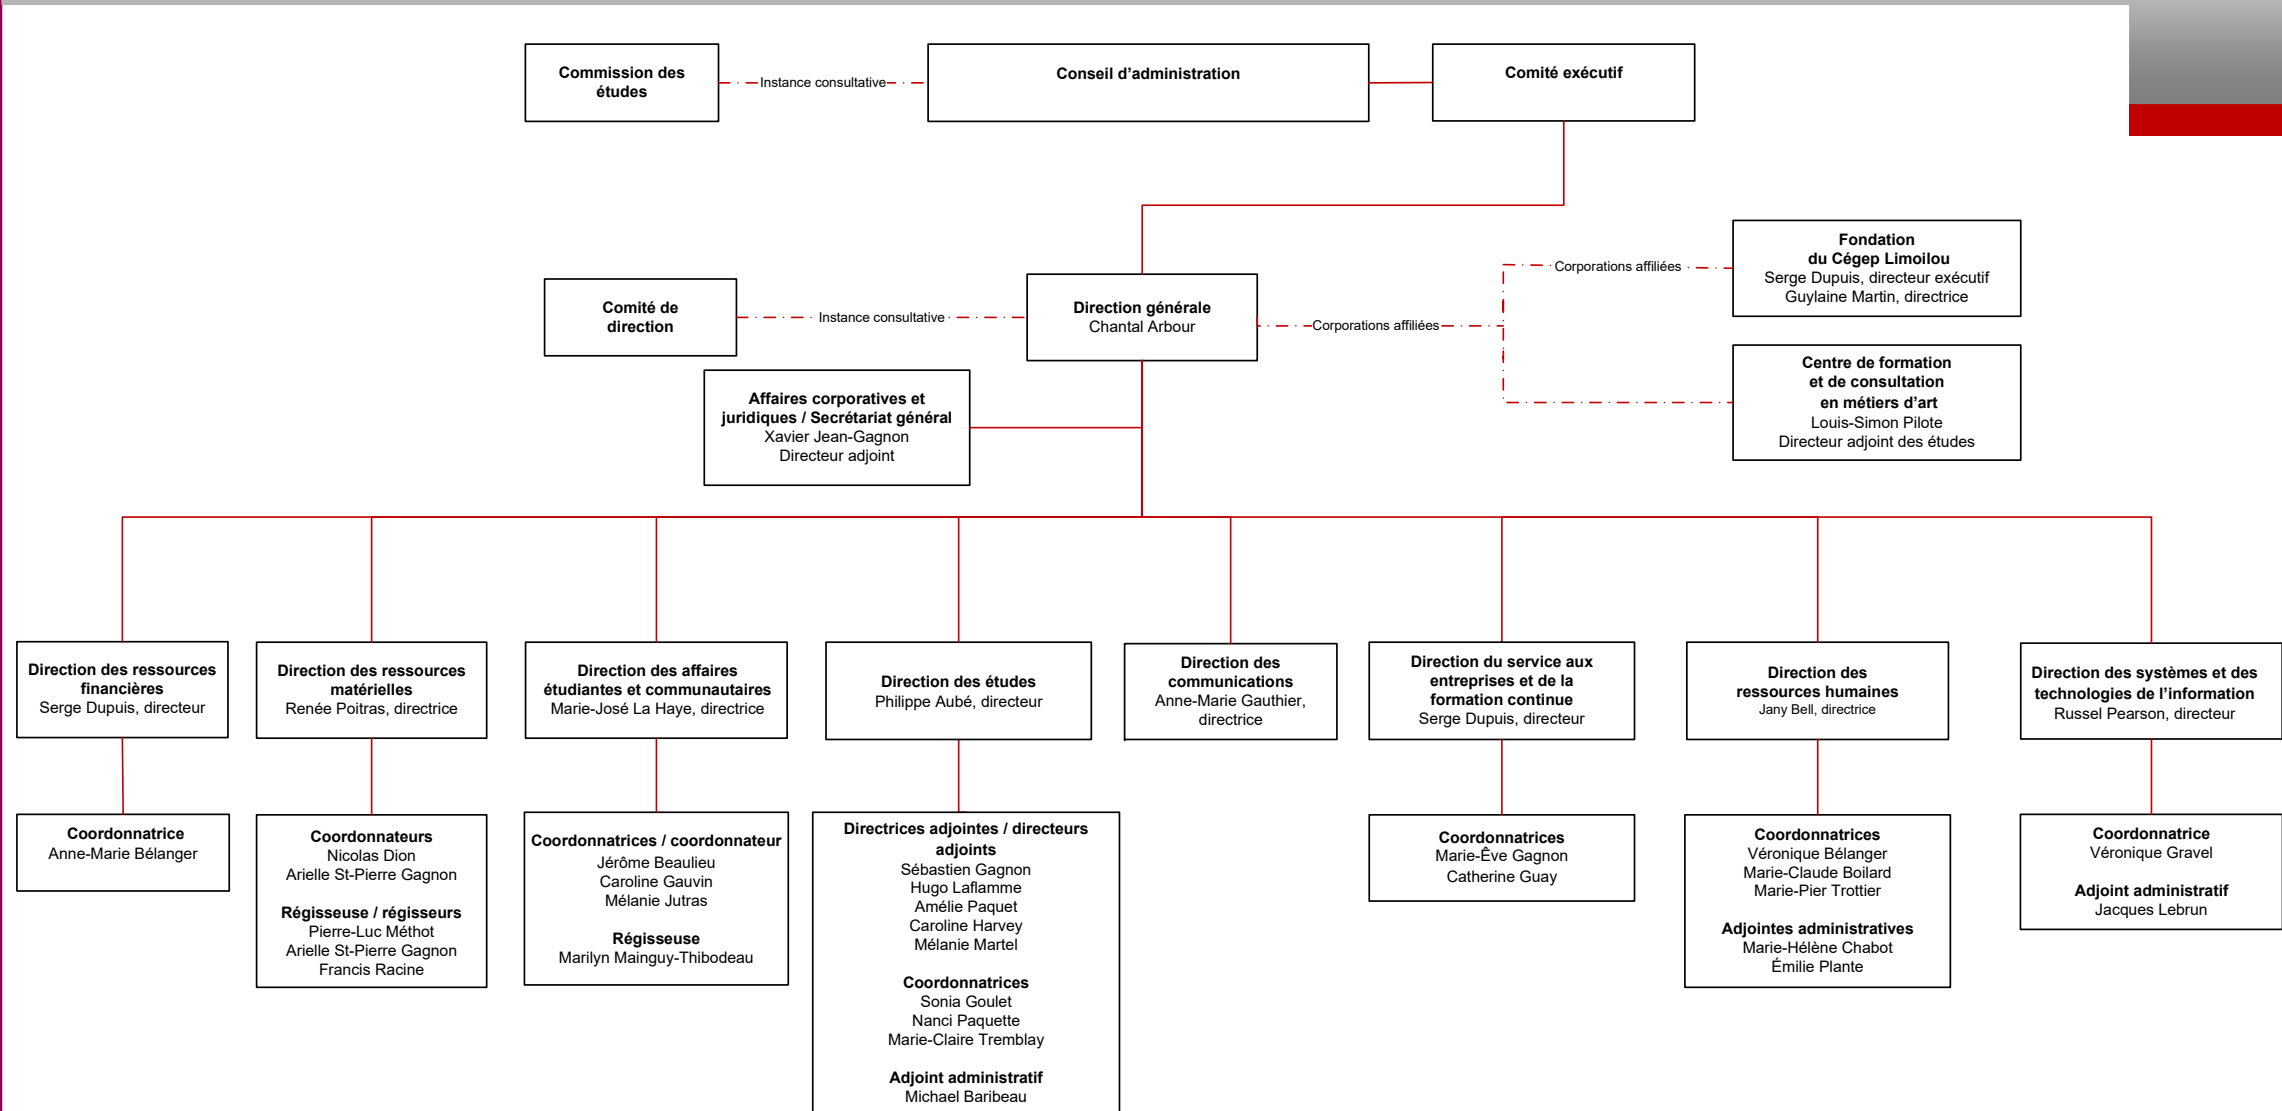 Commission des
études
Instance consultative
Conseil d’administration
Comité exécutif
Fondation
du Cégep Limoilou
Serge Dupuis, directeur exécutif
Guylaine Martin, directrice
Corporations affiliées
Comité de
direction
Instance consultative
Direction générale
Chantal Arbour
Corporations affiliées
Centre de formation
et de consultation
en métiers d’art
Louis-Simon Pilote
Directeur adjoint des études
Affaires corporatives et
juridiques / Secrétariat général
Xavier Jean-Gagnon
Directeur adjoint
Direction des ressources
financières
Serge Dupuis, directeur
Direction des ressources
matérielles
Renée Poitras, directrice
Direction des affaires
étudiantes et communautaires
Marie-José La Haye, directrice
Direction des études
Philippe Aubé, directeur
Direction des
communications
Anne-Marie Gauthier,
directrice
Direction du service aux
entreprises et de la
formation continue
Serge Dupuis, directeur
Direction des
ressources humaines
Jany Bell, directrice
Direction des systèmes et des
technologies de l’information
Russel Pearson, directeur
Coordonnatrice
Anne-Marie Bélanger
Coordonnateurs
Nicolas Dion
Arielle St-Pierre Gagnon
Régisseuse / régisseurs
Pierre-Luc Méthot
Arielle St-Pierre Gagnon
Francis Racine
Coordonnatrices / coordonnateur
Jérôme Beaulieu
Caroline Gauvin
Mélanie Jutras
Régisseuse
Marilyn Mainguy-Thibodeau
Directrices adjointes / directeurs
adjoints
Sébastien Gagnon
Hugo Laflamme
Amélie Paquet
Caroline Harvey
Mélanie Martel
Coordonnatrices
Sonia Goulet
Nanci Paquette
Marie-Claire Tremblay
Adjoint administratif
Michael Baribeau
Coordonnatrices
Marie-Êve Gagnon
Catherine Guay
Coordonnatrices
Véronique Bélanger
Marie-Claude Boilard
Marie-Pier Trottier
Adjointes administratives
Marie-Hélène Chabot
Émilie Plante
Coordonnatrice
Véronique Gravel
Adjoint administratif
Jacques Lebrun